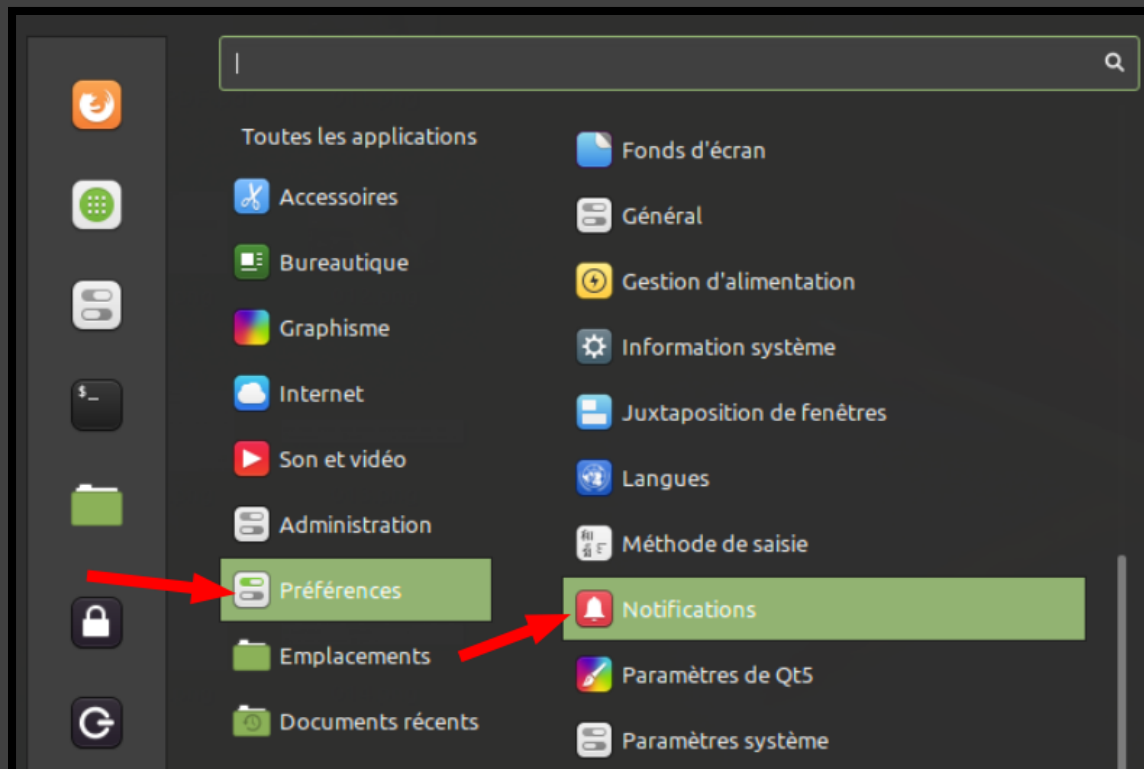 Toutes les applications
Accessoires
Bureautique
Graphisme
Internet
Son et vidéo
Administration
Préférences
Emplacements
Documents récents
Fonds d'écran
Général
Gestion d'alimentation
Information système
Juxtaposition de fenêtres
Langues
Méthode de saisie
Notifications
Paramètres de Qt5
Paramètres système
$_